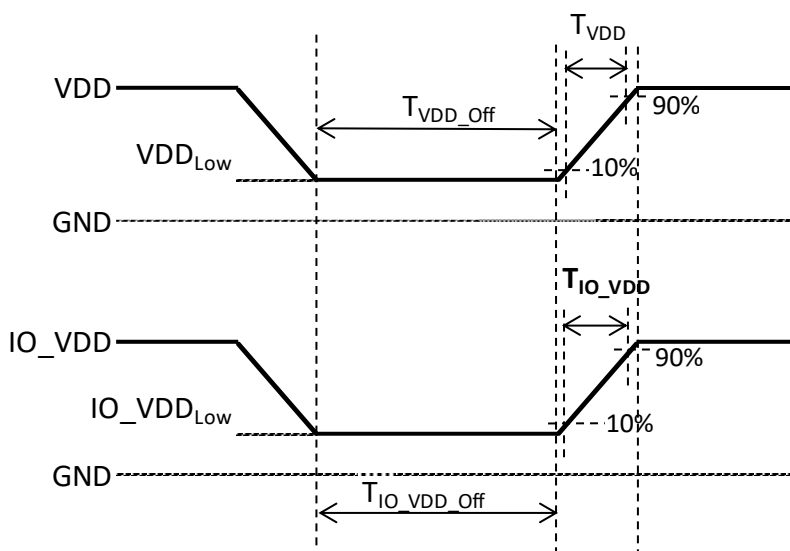 T_VDD
VDD
90%
T_VDD_Off
VDD_Low
10%
GND
T_IO_VDD
IO_VDD
90%
IO_VDD_Low
10%
GND
T_IO_VDD_Off